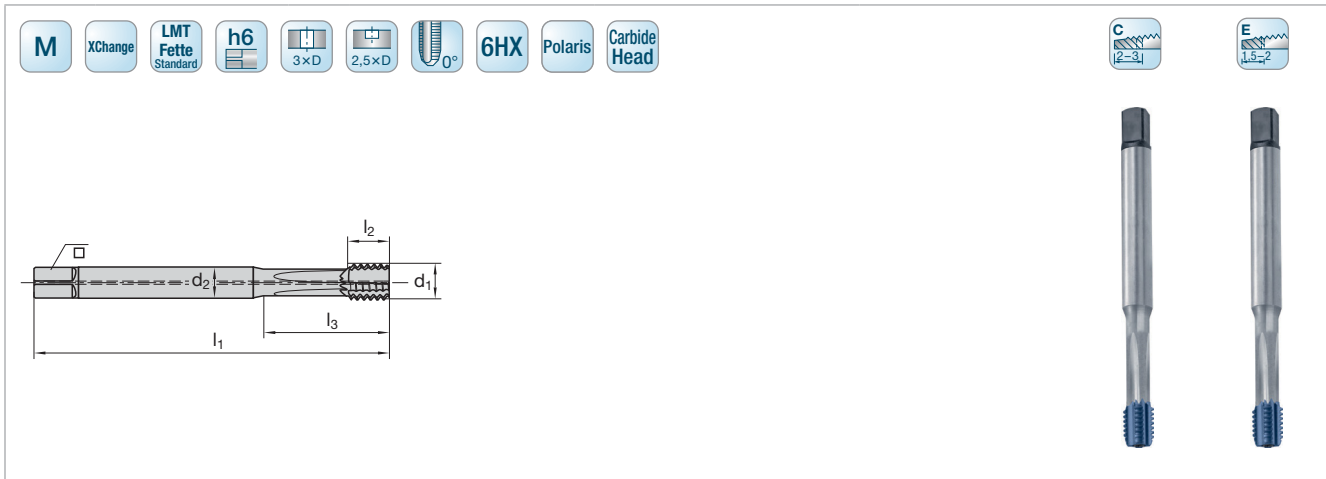 M
XChange
LMT
Fette
Standard
h6
3×D
2,5×D
0°
6HX
Polaris
Carbide
Head
C
2–3
E
1,5–2
l2
d2
d1
l3
l1